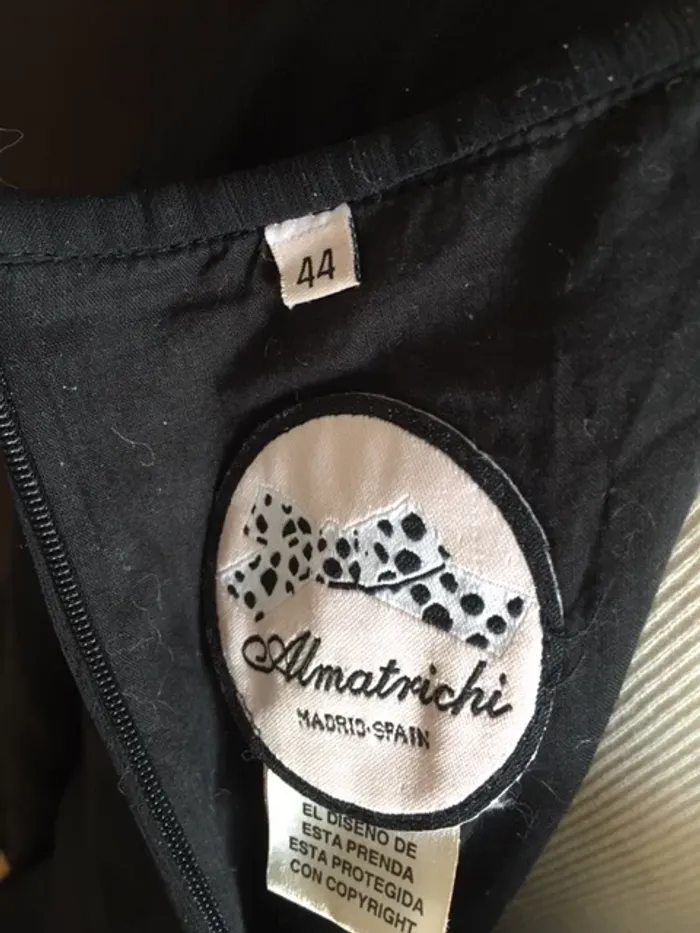 44
Almatrichi
MADRID·SPAIN
EL DISEÑO DE
ESTA PRENDA
ESTA PROTEGIDA
CON COPYRIGHT